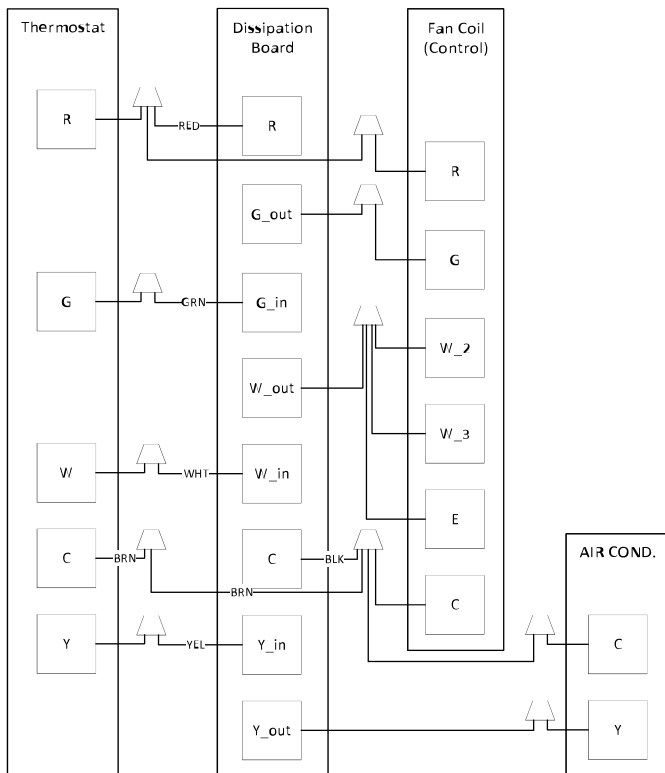 Thermostat
Dissipation
Board
Fan Coil
(Control)
R
RED
R
R
G_out
G
G
GRN
G_in
W_2
W_out
W_3
W
WHT
W_in
E
C
BRN
C
BLK
BRN
C
AIR COND.
Y
YEL
Y_in
C
Y_out
Y